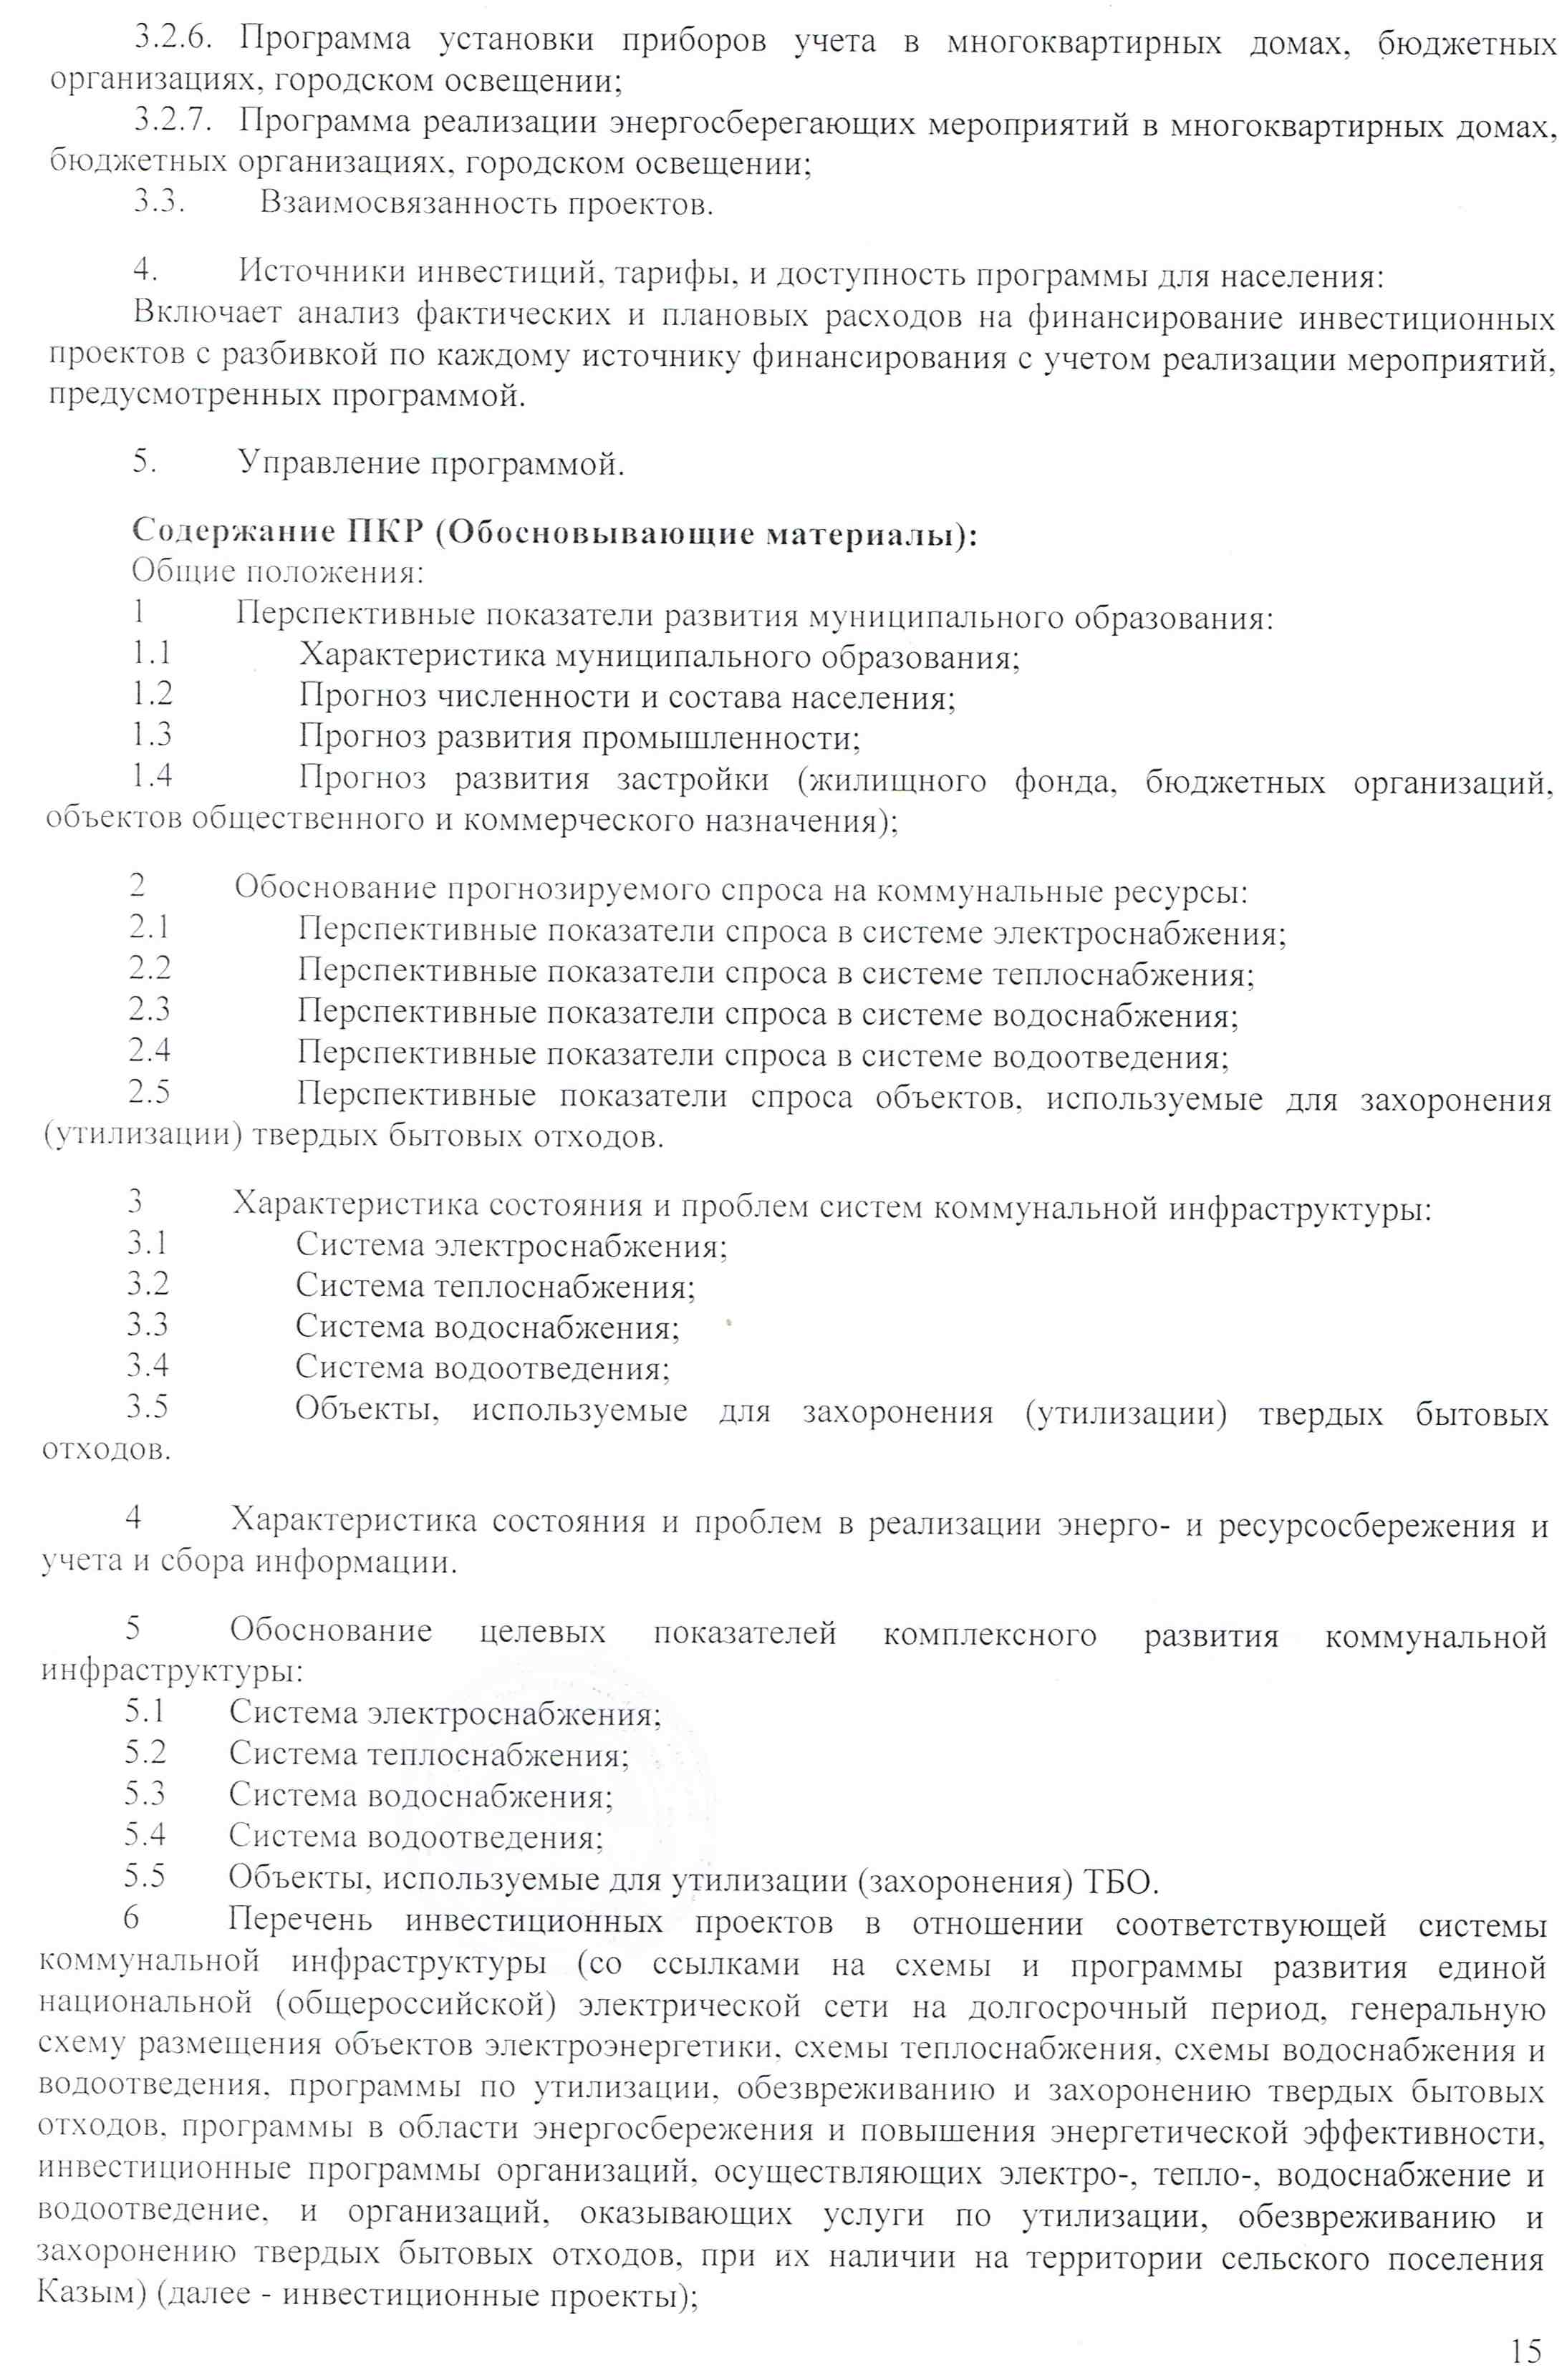 3.2.6. Программа установки приборов учета в многоквартирных домах, бюджетных
организациях, городском освещении;
3.2.7. Программа реализации энергосберегающих мероприятий в многоквартирных домах,
бюджетных организациях, городском освещении;
3.3. Взаимосвязанность проектов.
4. Источники инвестиций, тарифы, и доступность программы для населения:
Включает анализ фактических и плановых расходов на финансирование инвестиционных
проектов с разбивкой по каждому источнику финансирования с учетом реализации мероприятий,
предусмотренных программой.
5. Управление программой.
Содержание ПКР (Обосновывающие материалы):
Общие положения:
1 Перспективные показатели развития муниципального образования:
1.1 Характеристика муниципального образования;
1.2 Прогноз численности и состава населения;
1.3 Прогноз развития промышленности;
1.4 Прогноз развития застройки (жилищного фонда, бюджетных организаций,
объектов общественного и коммерческого назначения);
2 Обоснование прогнозируемого спроса на коммунальные ресурсы:
2.1 Перспективные показатели спроса в системе электроснабжения;
2.2 Перспективные показатели спроса в системе теплоснабжения;
2.3 Перспективные показатели спроса в системе водоснабжения;
2.4 Перспективные показатели спроса в системе водоотведения;
2.5 Перспективные показатели спроса объектов, используемые для захоронения
(утилизации) твердых бытовых отходов.
3 Характеристика состояния и проблем систем коммунальной инфраструктуры:
3.1 Система электроснабжения;
3.2 Система теплоснабжения;
3.3 Система водоснабжения;
3.4 Система водоотведения;
3.5 Объекты, используемые для захоронения (утилизации) твердых бытовых
отходов.
4 Характеристика состояния и проблем в реализации энерго- и ресурсосбережения и
учета и сбора информации.
5 Обоснование целевых показателей комплексного развития коммунальной
инфраструктуры:
5.1 Система электроснабжения;
5.2 Система теплоснабжения;
5.3 Система водоснабжения;
5.4 Система водоотведения;
5.5 Объекты, используемые для утилизации (захоронения) ТБО.
6 Перечень инвестиционных проектов в отношении соответствующей системы
коммунальной инфраструктуры (со ссылками на схемы и программы развития единой
национальной (общероссийской) электрической сети на долгосрочный период, генеральную
схему размещения объектов электроэнергетики, схемы теплоснабжения, схемы водоснабжения и
водоотведения, программы по утилизации, обезвреживанию и захоронению твердых бытовых
отходов, программы в области энергосбережения и повышения энергетической эффективности,
инвестиционные программы организаций, осуществляющих электро-, тепло-, водоснабжение и
водоотведение, и организаций, оказывающих услуги по утилизации, обезвреживанию и
захоронению твердых бытовых отходов, при их наличии на территории сельского поселения
Казым) (далее - инвестиционные проекты);
15